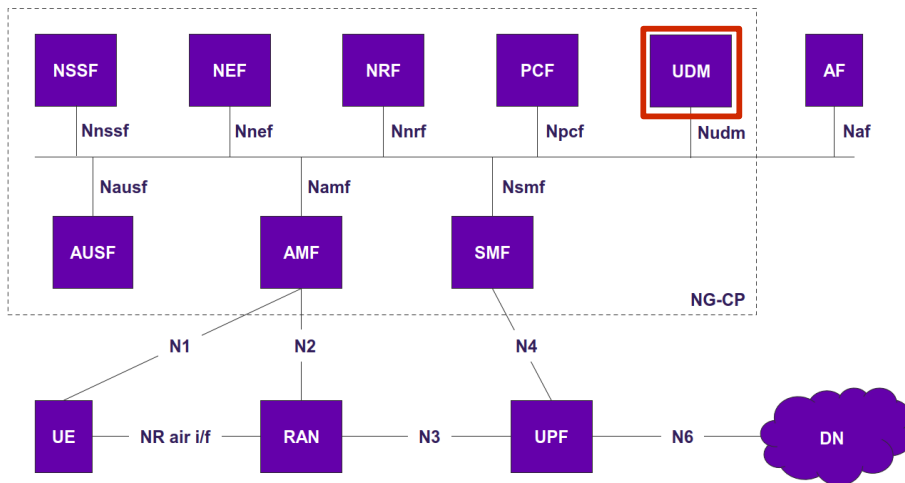 NSSF
NEF
NRF
PCF
UDM
AF
Nnssf
Nnef
Nnrf
Npcf
Nudm
Naf
Nausf
Namf
Nsmf
AUSF
AMF
SMF
NG-CP
N1
N2
N4
UE
NR air i/f
RAN
N3
UPF
N6
DN